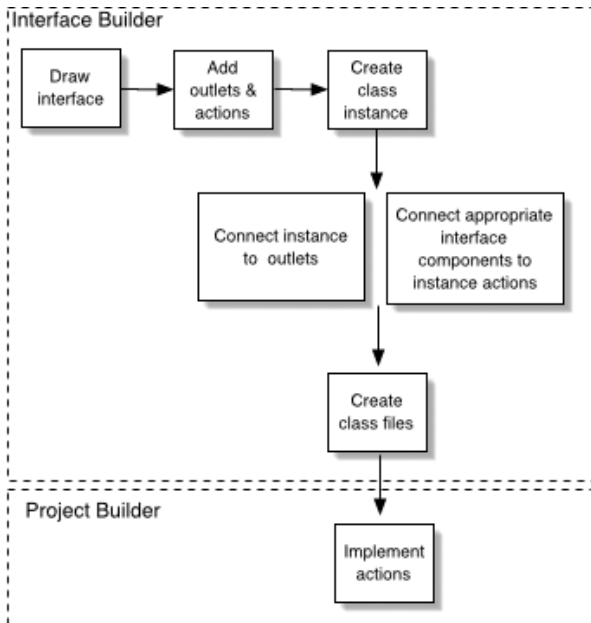 Interface Builder
Draw
interface
Add
outlets &
actions
Create
class
instance
Connect instance
to outlets
Connect appropriate
interface
components to
instance actions
Create
class files
Project Builder
Implement
actions